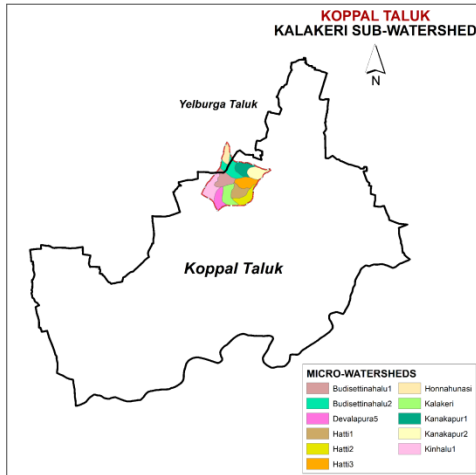 KOPPAL TALUK
KALAKERI SUB-WATERSHED
N
Yelburga Taluk
Koppal Taluk
MICRO-WATERSHEDS
Budisettinahalu1
Budisettinahalu2
Devalapura5
Hatti1
Hatti2
Hatti3
Honnahunasi
Kalakeri
Kanakapur1
Kanakapur2
Kinhalu1